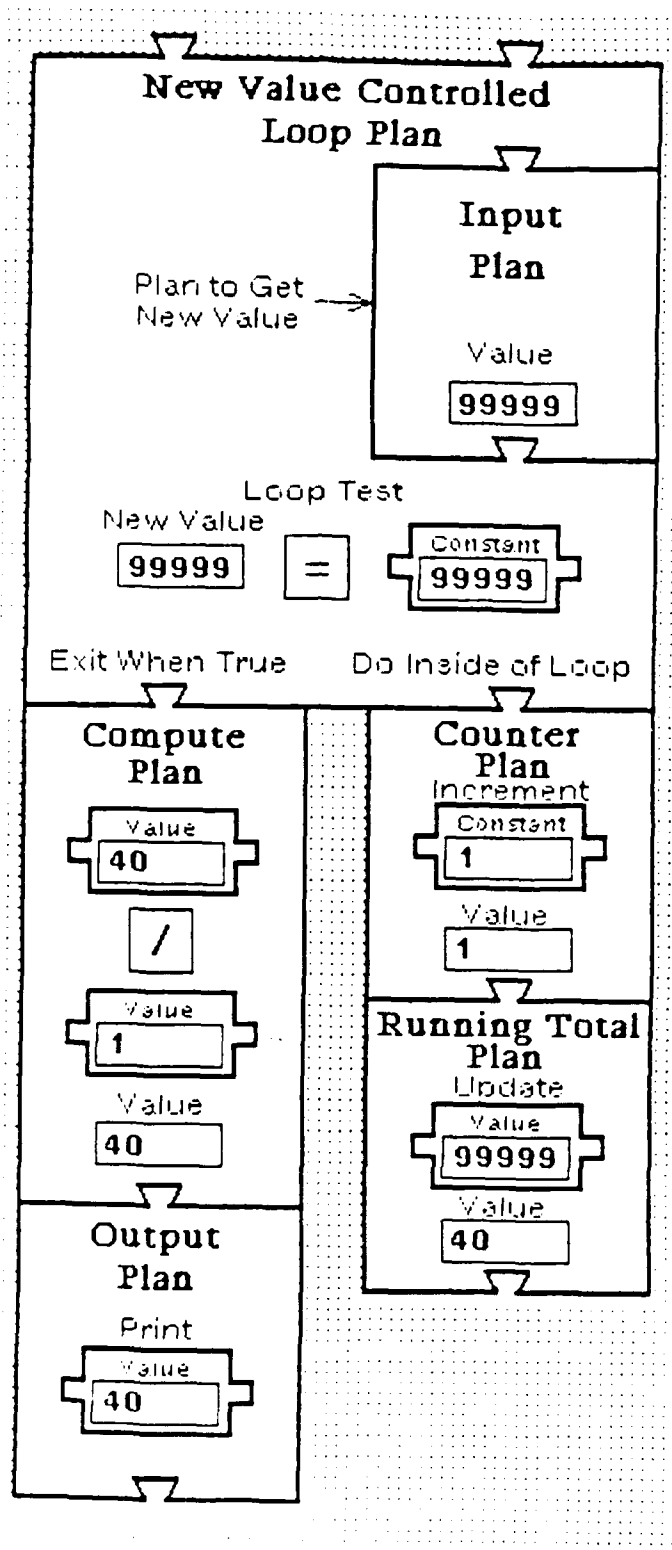 New Value Controlled
Loop Plan
Input
Plan
Plan to Get
New Value
Value
99999
Loop Test
New Value
99999
=
Constant
99999
Exit When True
Do Inside of Loop
Compute
Plan
Value
40
/
Value
1
Value
40
Output
Plan
Print
Value
40
Counter
Plan
Increment
Constant
1
Value
1
Running Total
Plan
Update
Value
99999
Value
40